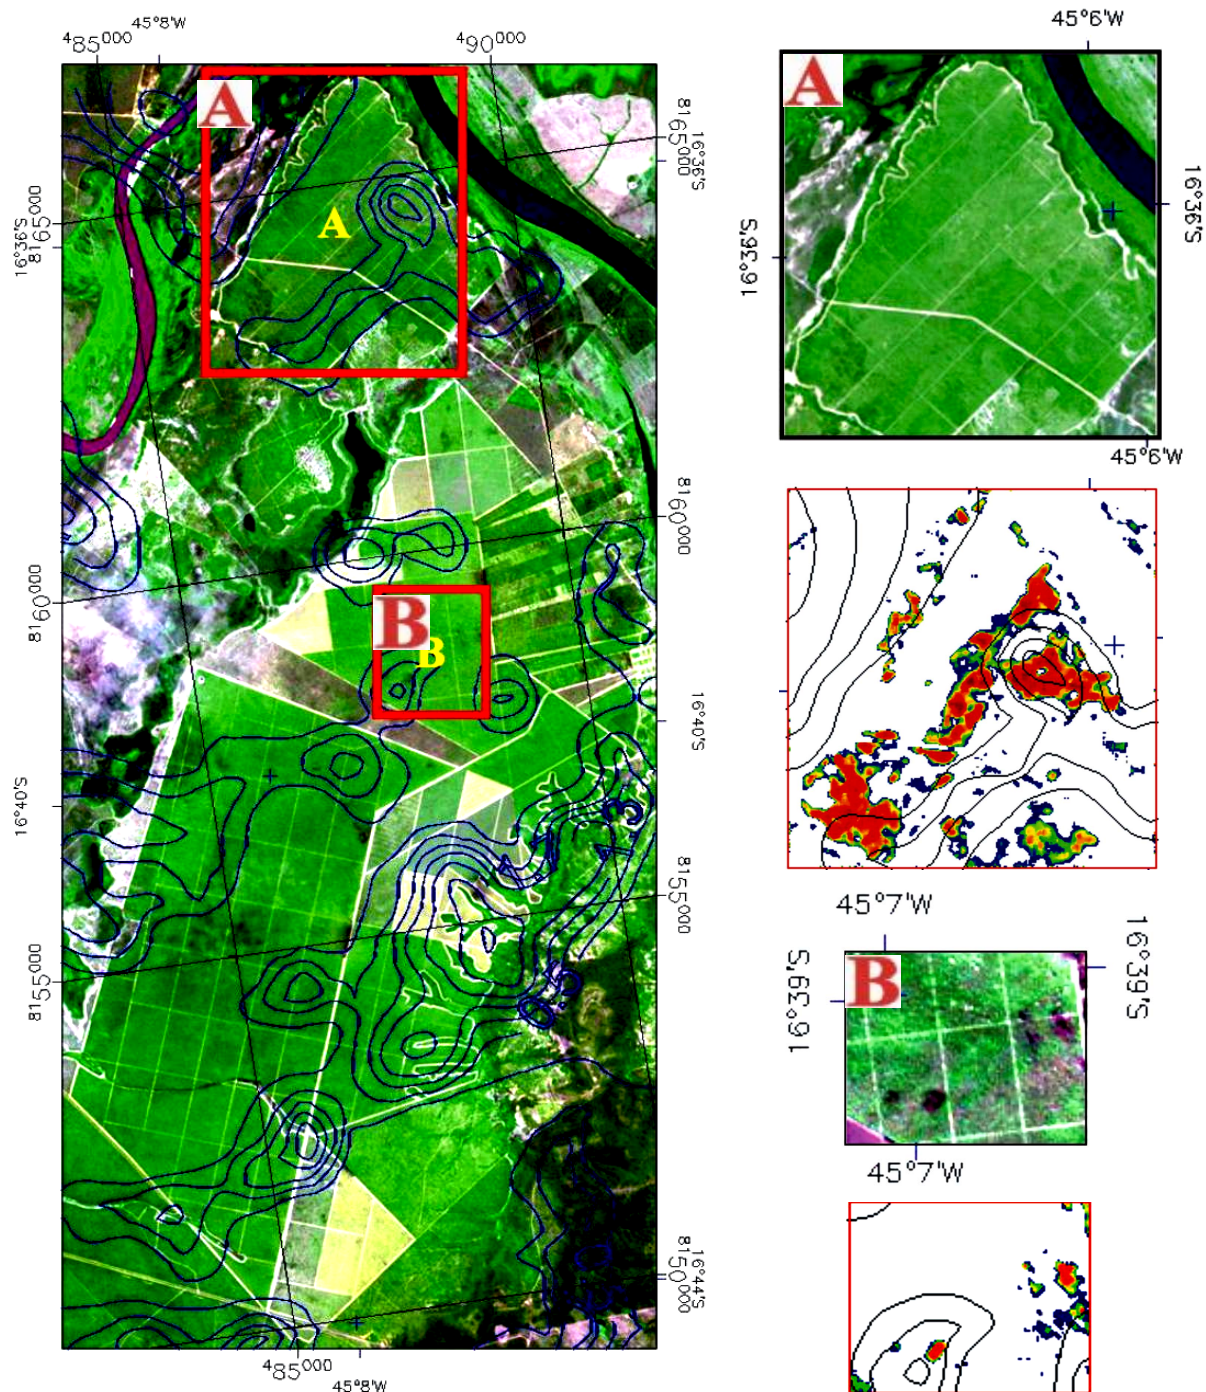 45°8'W
⁴85⁰⁰⁰
⁴90⁰⁰⁰
A
A
8165⁰⁰⁰
16°36'S
16°36'S
8165⁰⁰⁰
8160⁰⁰⁰
8160⁰⁰⁰
B
B
16°40'S
16°40'S
8155⁰⁰⁰
8155⁰⁰⁰
16°44'S
8150⁰⁰⁰
⁴85⁰⁰⁰
45°8'W
45°6'W
A
16°36'S
16°36'S
45°6'W
45°7'W
16°39'S
B
16°39'S
45°7'W